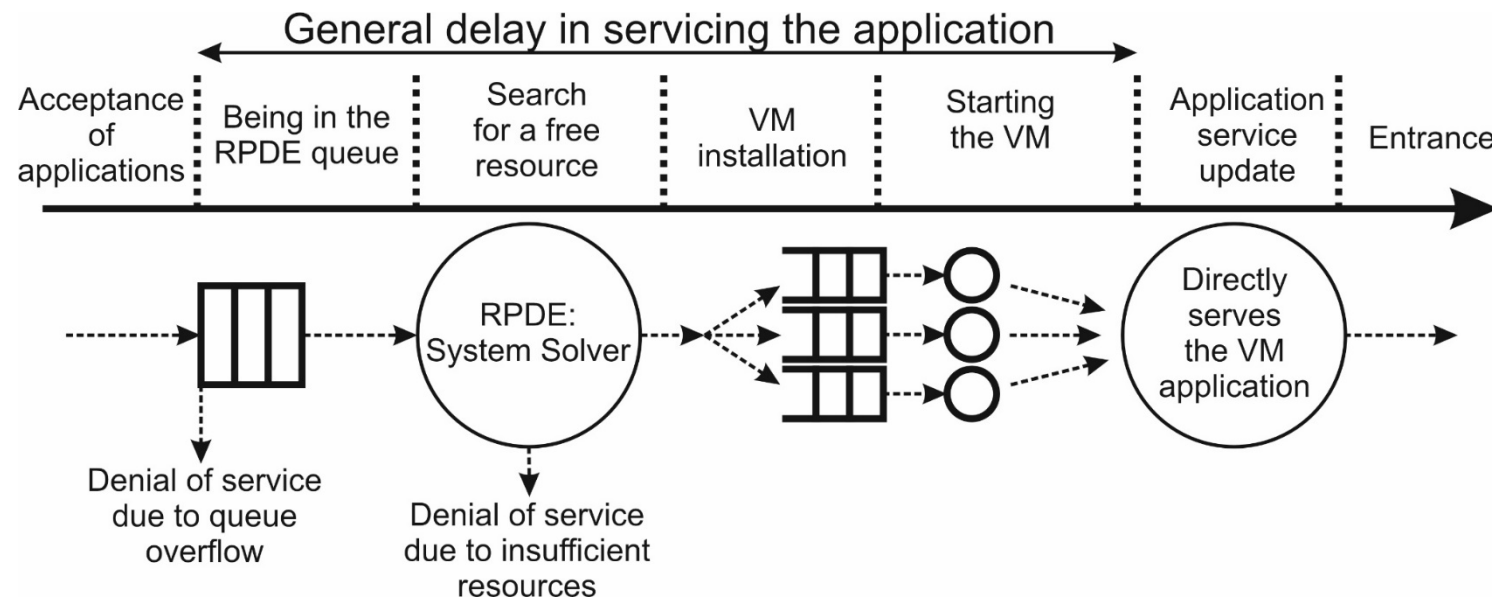 General delay in servicing the application
Acceptance
of
applications
Being in the
RPDE queue
Search
for a free
resource
VM
installation
Starting
the VM
Application
service
update
Entrance
RPDE:
System Solver
Directly
serves
the VM
application
Denial of service
due to queue
overflow
Denial of service
due to insufficient
resources